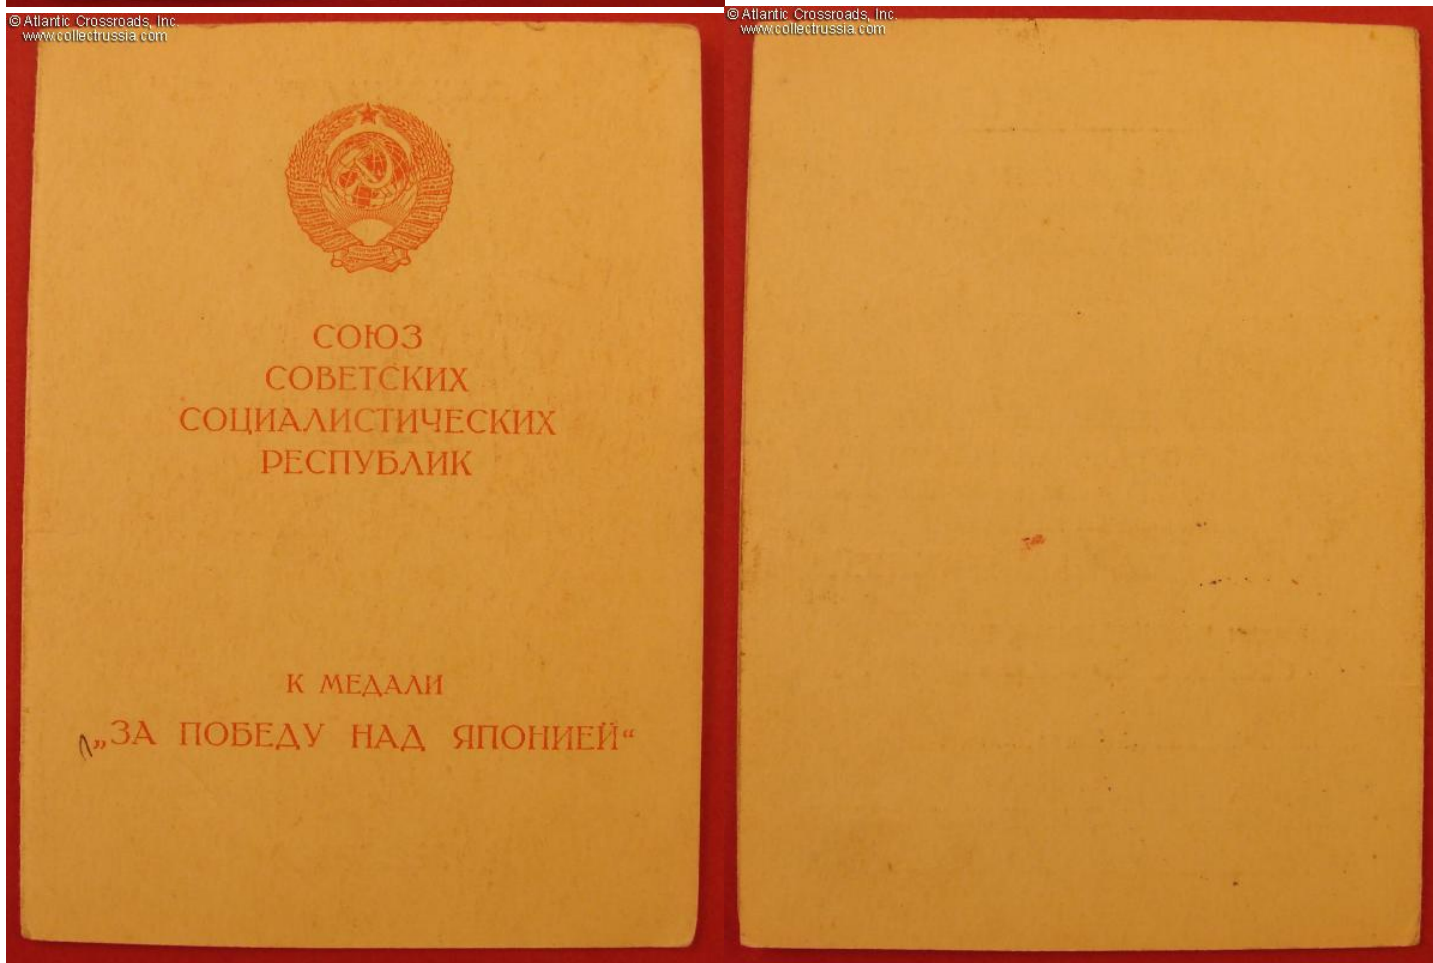 © Atlantic Crossroads, Inc.
www.collectrussia.com
СОЮЗ
СОВЕТСКИХ
СОЦИАЛИСТИЧЕСКИХ
РЕСПУБЛИК
К МЕДАЛИ
„ЗА ПОБЕДУ НАД ЯПОНИЕЙ“
© Atlantic Crossroads, Inc.
www.collectrussia.com